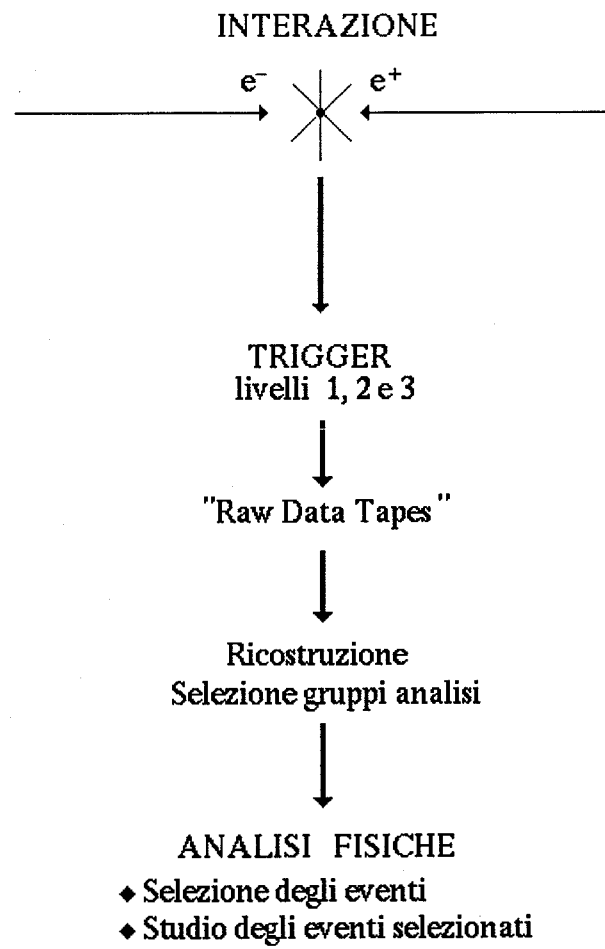 INTERAZIONE
e⁻ e⁺
TRIGGER
livelli 1, 2 e 3
"Raw Data Tapes"
Ricostruzione
Selezione gruppi analisi
ANALISI FISICHE
◆ Selezione degli eventi
◆ Studio degli eventi selezionati